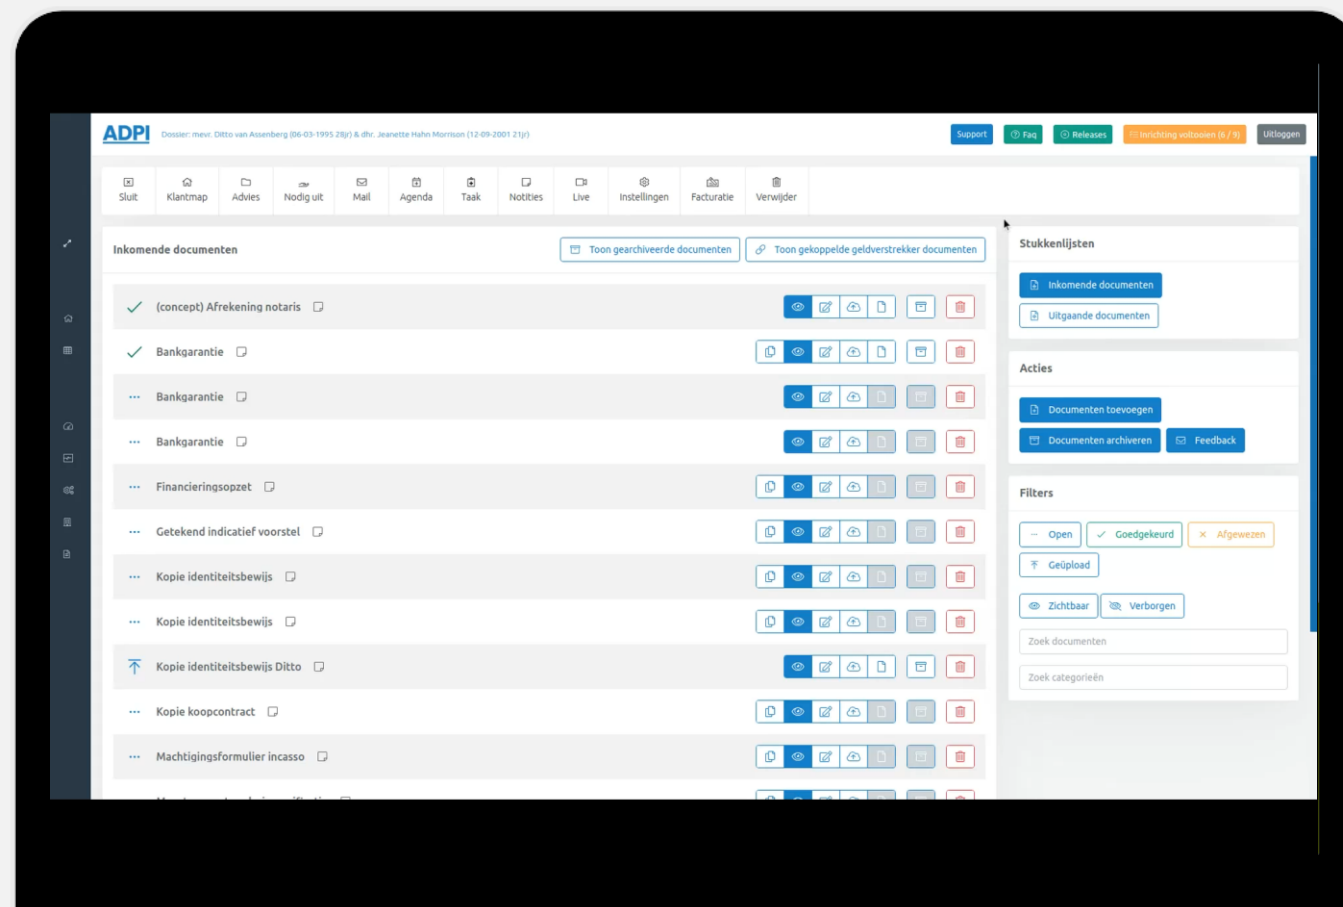 ADPI Dossier: mevr. Ditto van Assenberg (06-03-1995 28jr) & dhr. Jeanette Hahn Morrison (12-09-2001 21jr)
Support Faq Releases Inrichting voltooien (6 / 9) Uitloggen
Sluit Klantmap Advies Nodig uit Mail Agenda Taak Notities Live Instellingen Facturatie Verwijder
Inkomende documenten Toon gearchiveerde documenten Toon gekoppelde geldverstrekker documenten
(concept) Afrekening notaris
Bankgarantie
Bankgarantie
Bankgarantie
Financieringsopzet
Getekend indicatief voorstel
Kopie identiteitsbewijs
Kopie identiteitsbewijs
Kopie identiteitsbewijs Ditto
Kopie koopcontract
Machtigingsformulier incasso
Stukkenlijsten
Inkomende documenten
Uitgaande documenten
Acties
Documenten toevoegen
Documenten archiveren Feedback
Filters
Open Goedgekeurd Afgewezen
Geüpload
Zichtbaar Verborgen
Zoek documenten
Zoek categorieën